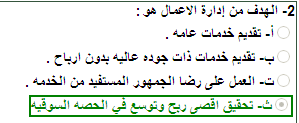 2- الهدف من إدارة الاعمال هو :
أ- تقديم خدمات عامه .
ب- تقديم خدمات ذات جوده عاليه بدون ارباح .
ت- العمل على رضا الجمهور المستفيد من الخدمه .
ث- تحقيق اقصى ربح وتوسع في الحصه السوقيه